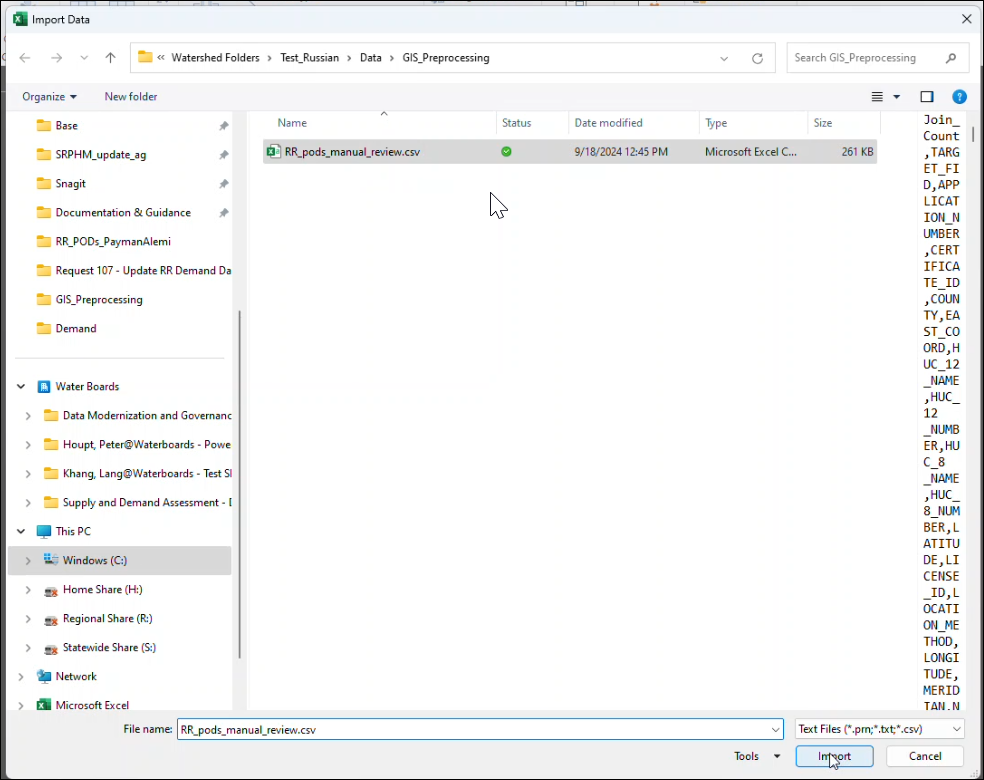 Import Data
« Watershed Folders › Test_Russian › Data › GIS_Preprocessing
Search GIS_Preprocessing
Organize
New folder
Base
SRPHM_update_ag
Snagit
Documentation & Guidance
RR_PODs_PaymanAlemi
Request 107 - Update RR Demand Da
GIS_Preprocessing
Demand
Water Boards
Data Modernization and Governanc
Houpt, Peter@Waterboards - Powe
Khang, Lang@Waterboards - Test S
Supply and Demand Assessment -
This PC
Windows (C:)
Home Share (H:)
Regional Share (R:)
Statewide Share (S:)
Network
Microsoft Excel
Name Status Date modified Type Size
RR_pods_manual_review.csv 9/18/2024 12:45 PM Microsoft Excel C... 261 KB
Join_
Count
,TARG
ET_FI
D,APP
LICAT
ION_N
UMBER
,CERT
IFICA
TE_ID
,COUN
TY,EA
ST_CO
ORD,H
UC_12
_NAME
,HUC_
12
_NUMB
ER,HU
C_8
_NAME
,HUC_
8_NUM
BER,L
ATITU
DE,LI
CENSE
_ID,L
OCATI
ON_ME
THOD,
LONGI
TUDE,
MERID
IAN,N
File name: RR_pods_manual_review.csv
Text Files (*.prn;*.txt;*.csv)
Tools
Import
Cancel